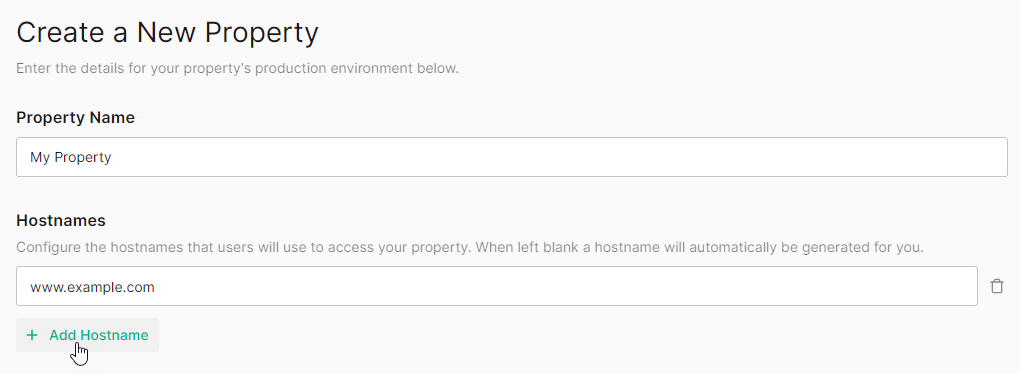 Create a New Property
Enter the details for your property's production environment below.
Property Name
My Property
Hostnames
Configure the hostnames that users will use to access your property. When left blank a hostname will automatically be generated for you.
www.example.com
+ Add Hostname